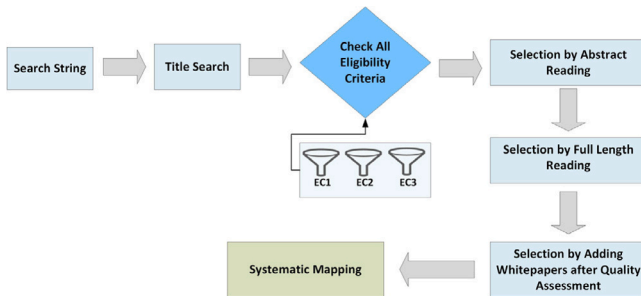 Search String
Title Search
Check All
Eligibility
Criteria
Selection by Abstract
Reading
EC1
EC2
EC3
Selection by Full Length
Reading
Systematic Mapping
Selection by Adding
Whitepapers after Quality
Assessment